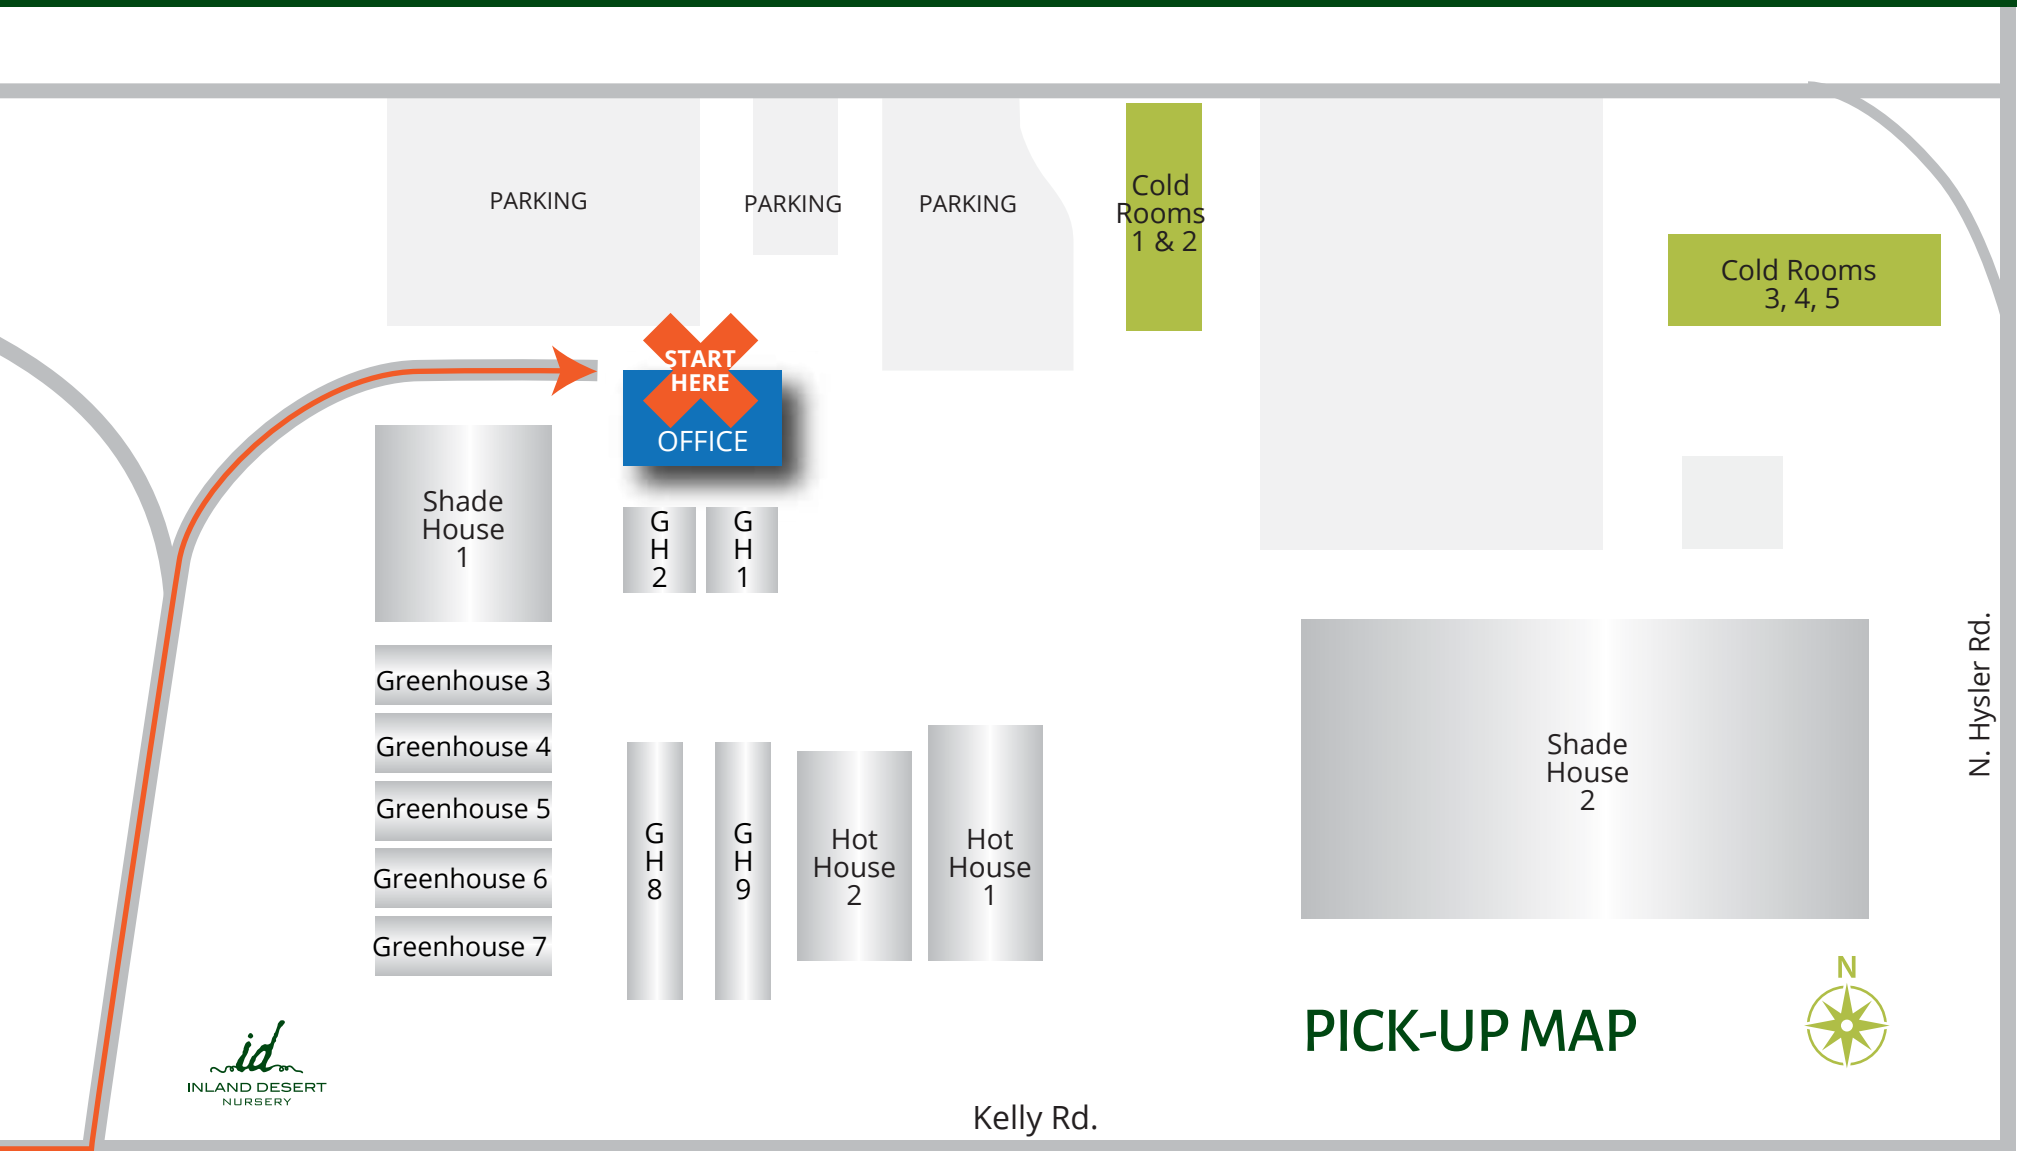 PARKING
PARKING
PARKING
Cold
Rooms
1 & 2
Cold Rooms
3, 4, 5
START
HERE
OFFICE
Shade
House
1
G
H
2
G
H
1
Greenhouse 3
Greenhouse 4
Greenhouse 5
Greenhouse 6
Greenhouse 7
G
H
8
G
H
9
Hot
House
2
Hot
House
1
Shade
House
2
N. Hysler Rd.
N
PICK-UP MAP
id
INLAND DESERT
NURSERY
Kelly Rd.